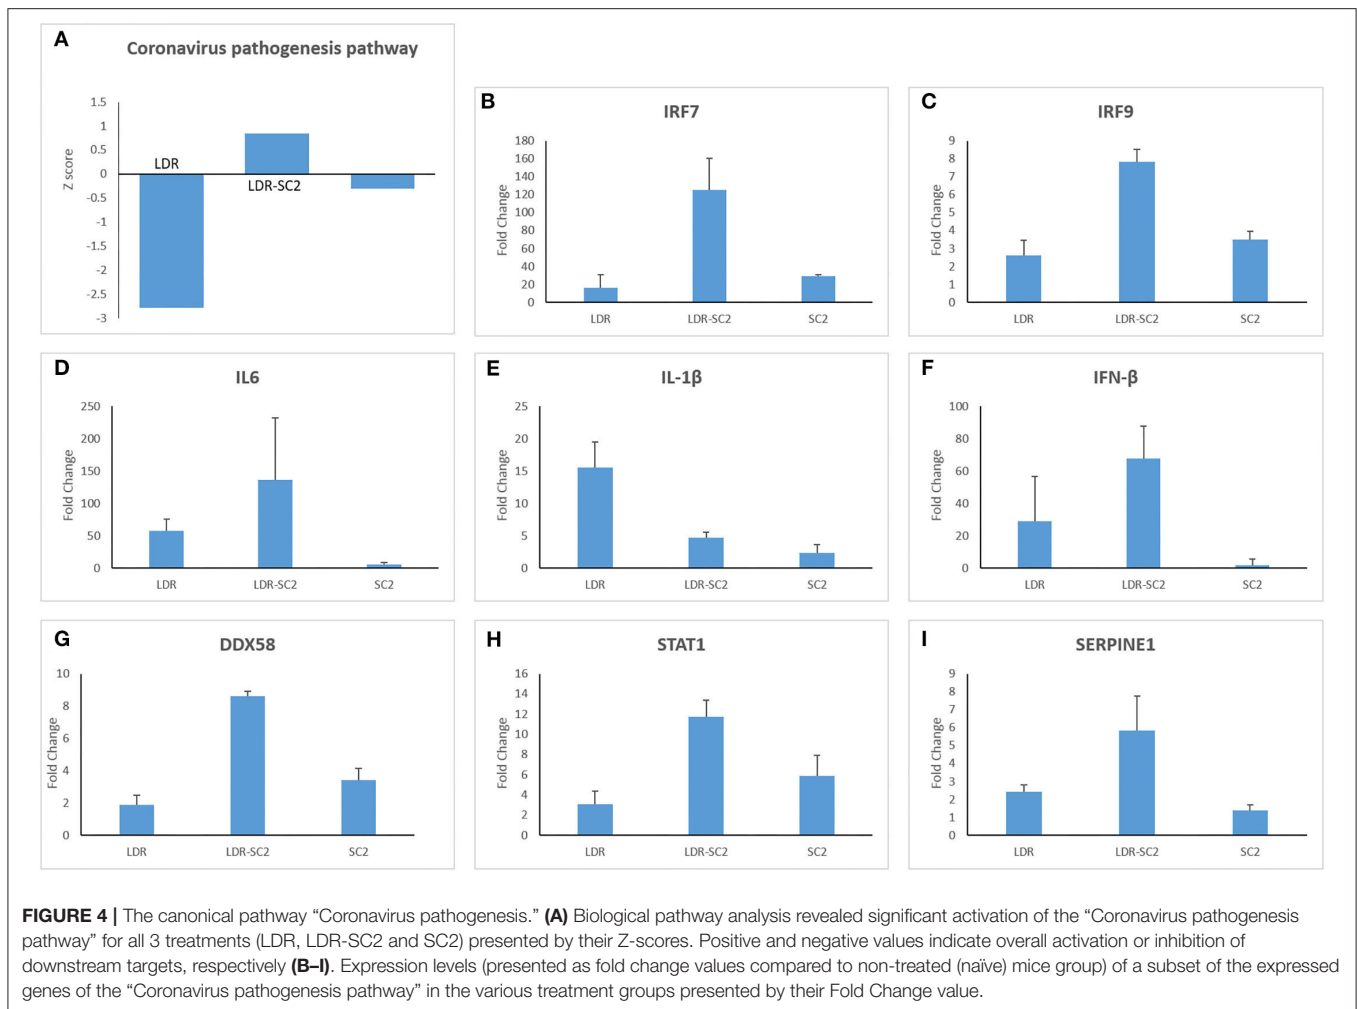 A
Coronavirus pathogenesis pathway
1.5
1
0.5
0
-0.5
-1
-1.5
-2
-2.5
-3
Z score
LDR
LDR-SC2
B
IRF7
180
160
140
120
100
80
60
40
20
0
Fold Change
LDR LDR-SC2 SC2
C
IRF9
9
8
7
6
5
4
3
2
1
0
Fold Change
LDR LDR-SC2 SC2
D
IL6
250
200
150
100
50
0
Fold Change
LDR LDR-SC2 SC2
E
IL-1β
25
20
15
10
5
0
Fold Change
LDR LDR-SC2 SC2
F
IFN-β
100
80
60
40
20
0
Fold Change
LDR LDR-SC2 SC2
G
DDX58
10
8
6
4
2
0
Fold Change
LDR LDR-SC2 SC2
H
STAT1
16
14
12
10
8
6
4
2
0
Fold Change
LDR LDR-SC2 SC2
I
SERPINE1
9
8
7
6
5
4
3
2
1
0
Fold Change
LDR LDR-SC2 SC2
FIGURE 4 | The canonical pathway “Coronavirus pathogenesis.” (A) Biological pathway analysis revealed significant activation of the “Coronavirus pathogenesis
pathway” for all 3 treatments (LDR, LDR-SC2 and SC2) presented by their Z-scores. Positive and negative values indicate overall activation or inhibition of
downstream targets, respectively (B–I). Expression levels (presented as fold change values compared to non-treated (naïve) mice group) of a subset of the expressed
genes of the “Coronavirus pathogenesis pathway” in the various treatment groups presented by their Fold Change value.